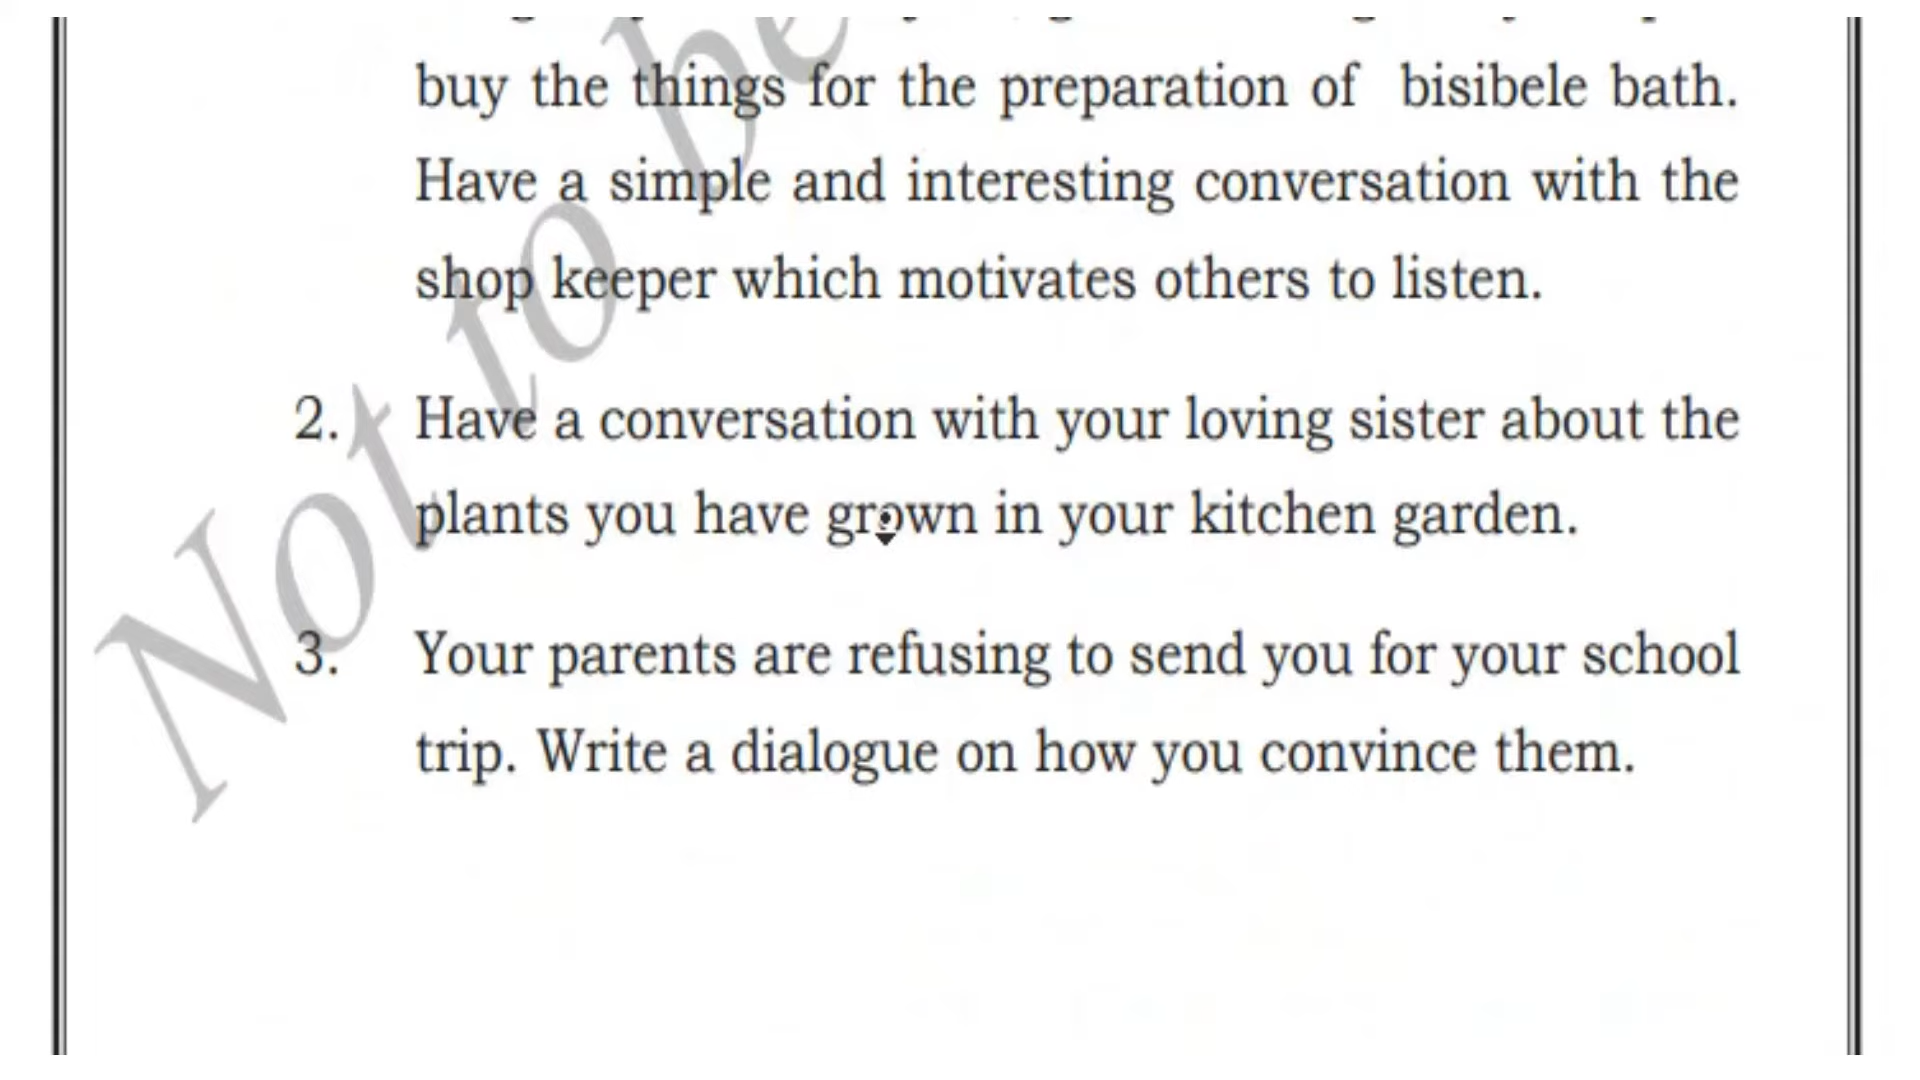 buy the things for the preparation of bisibele bath.
Have a simple and interesting conversation with the
shop keeper which motivates others to listen.
2. Have a conversation with your loving sister about the
plants you have grown in your kitchen garden.
3. Your parents are refusing to send you for your school
trip. Write a dialogue on how you convince them.
Not to be